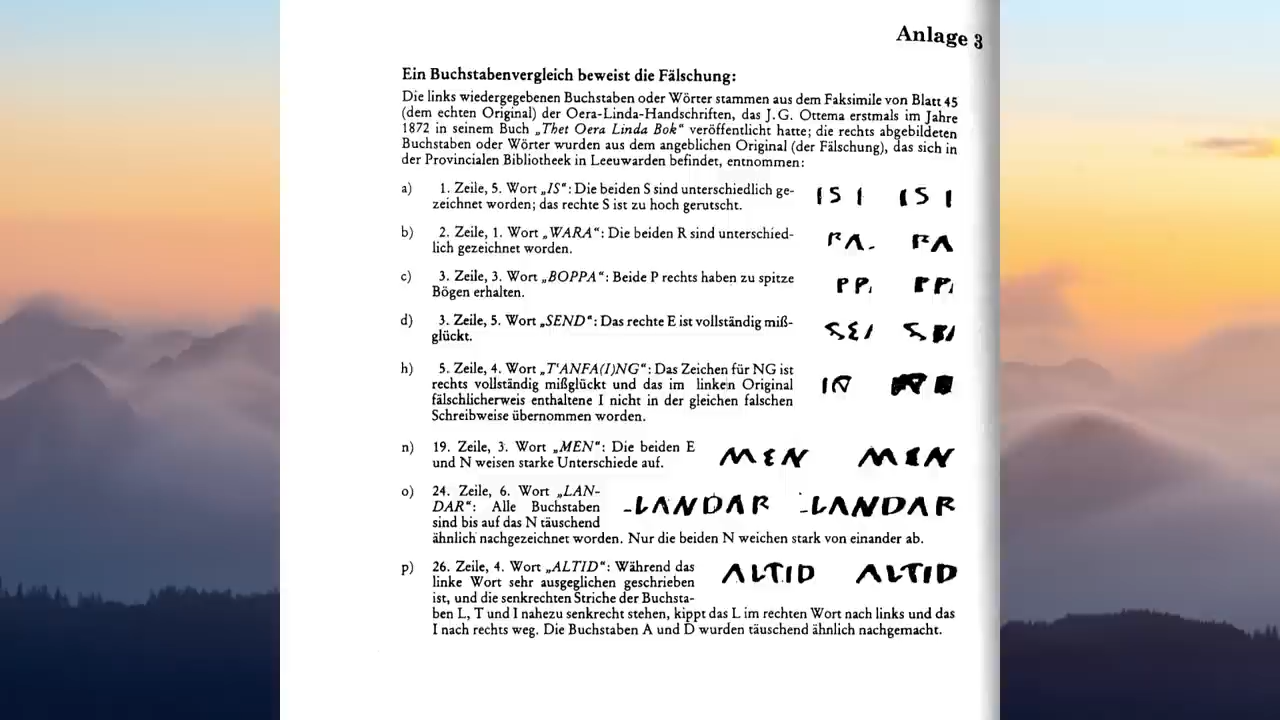 Anlage 3
Ein Buchstabenvergleich beweist die Fälschung:
Die links wiedergegebenen Buchstaben oder Wörter stammen aus dem Faksimile von Blatt 45
(dem echten Original) der Oera-Linda-Handschriften, das J. G. Ottema erstmals im Jahre
1872 in seinem Buch „Thet Oera Linda Bok“ veröffentlicht hatte; die rechts abgebildeten
Buchstaben oder Wörter wurden aus dem angeblichen Original (der Fälschung), das sich in
der Provincialen Bibliotheek in Leeuwarden befindet, entnommen:
a) 1. Zeile, 5. Wort „IS“: Die beiden S sind unterschiedlich ge-
zeichnet worden; das rechte S ist zu hoch gerutscht.
IS I IS I
b) 2. Zeile, 1. Wort „WARA“: Die beiden R sind unterschied-
lich gezeichnet worden.
RA. RA
c) 3. Zeile, 3. Wort „BOPPA“: Beide P rechts haben zu spitze
Bögen erhalten.
PP PP
d) 3. Zeile, 5. Wort „SEND“: Das rechte E ist vollständig miß-
glückt.
SE S
h) 5. Zeile, 4. Wort „T'ANFA(I)NG“: Das Zeichen für NG ist
rechts vollständig mißglückt und das im linken Original
fälschlicherweis enthaltene I nicht in der gleichen falschen
Schreibweise übernommen worden.
n) 19. Zeile, 3. Wort „MEN“: Die beiden E
und N weisen starke Unterschiede auf.
MEN MEN
o) 24. Zeile, 6. Wort „LAN-
DAR“: Alle Buchstaben
sind bis auf das N täuschend
ähnlich nachgezeichnet worden. Nur die beiden N weichen stark von einander ab.
LANDAR LANDAR
p) 26. Zeile, 4. Wort „ALTID“: Während das
linke Wort sehr ausgeglichen geschrieben
ist, und die senkrechten Striche der Buchsta-
ben L, T und I nahezu senkrecht stehen, kippt das L im rechten Wort nach links und das
I nach rechts weg. Die Buchstaben A und D wurden täuschend ähnlich nachgemacht.
ALTID ALTID